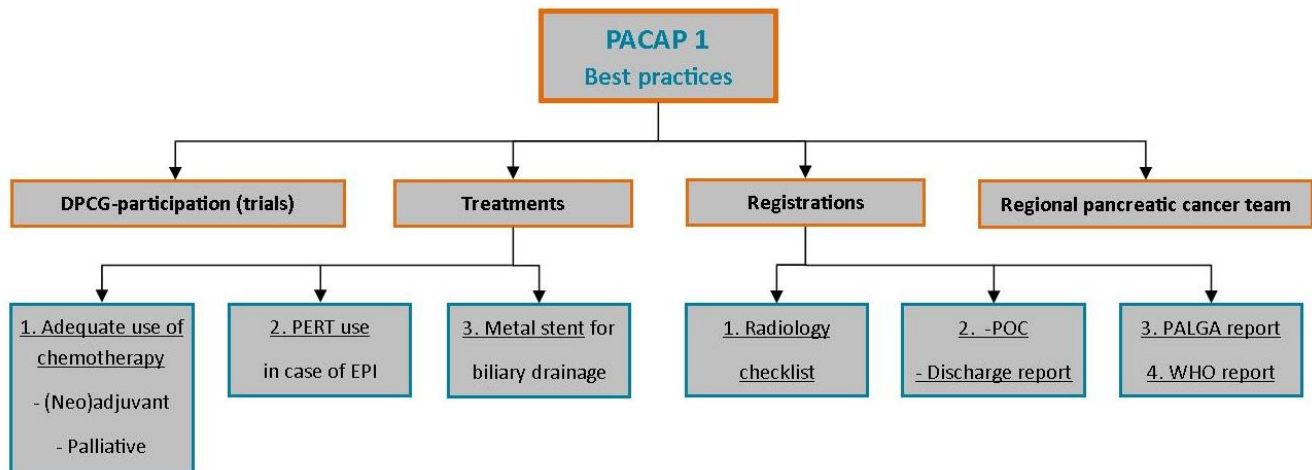 PACAP 1
Best practices
DPCG-participation (trials)
Treatments
Registrations
Regional pancreatic cancer team
1. Adequate use of
chemotherapy
- (Neo)adjuvant
- Palliative
2. PERT use
in case of EPI
3. Metal stent for
biliary drainage
1. Radiology
checklist
2. -POC
- Discharge report
3. PALGA report
4. WHO report